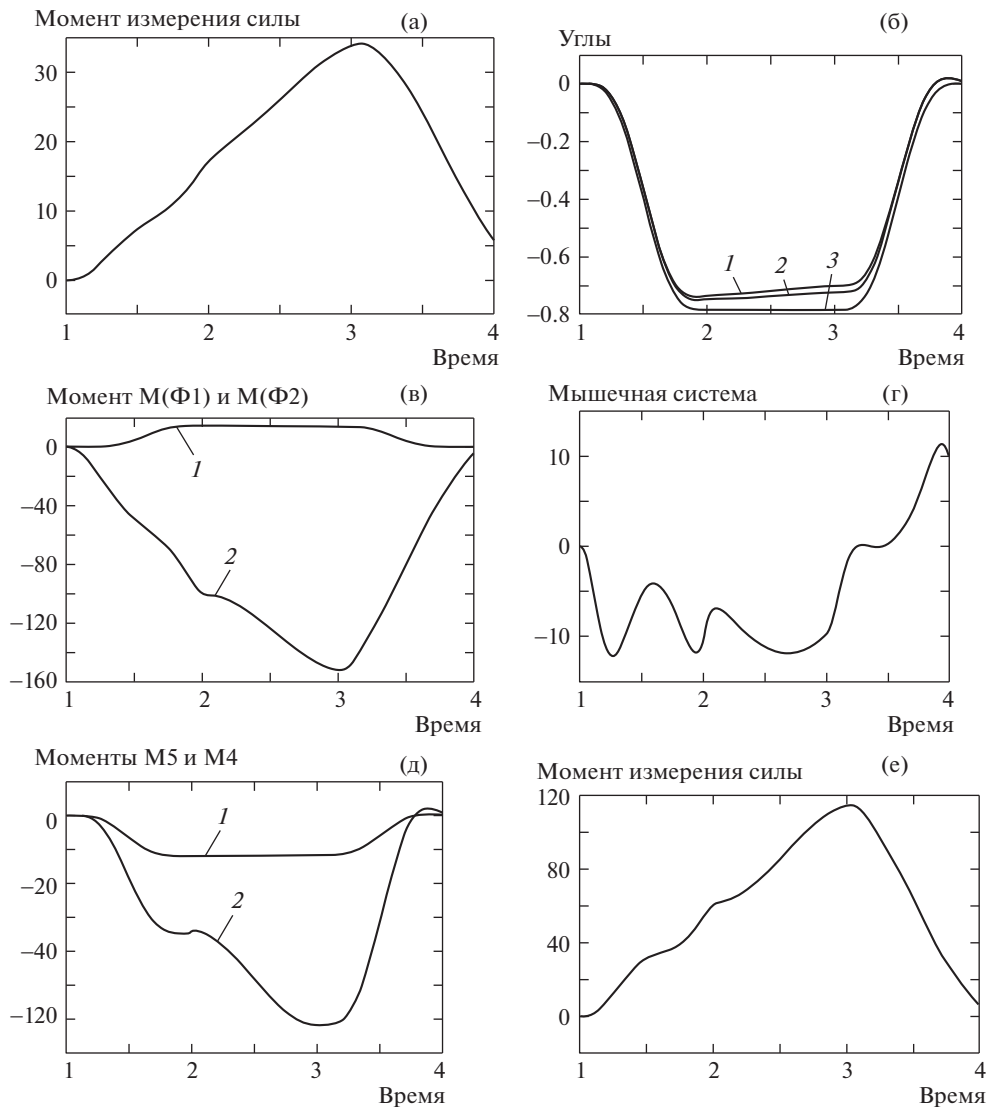 Момент измерения силы
(а)
30
20
10
0
1 2 3 4
Время
Углы
(б)
0
−0.2
−0.4
−0.6
−0.8
1 2 3
1 2 3 4
Время
Момент М(Ф1) и М(Ф2)
(в)
0
−40
−80
−120
−160
1
2
1 2 3 4
Время
Мышечная система
(г)
10
0
−10
1 2 3 4
Время
Моменты М5 и М4
(д)
0
−20
−40
−120
1
2
1 2 3 4
Время
Момент измерения силы
(е)
120
80
40
0
1 2 3 4
Время